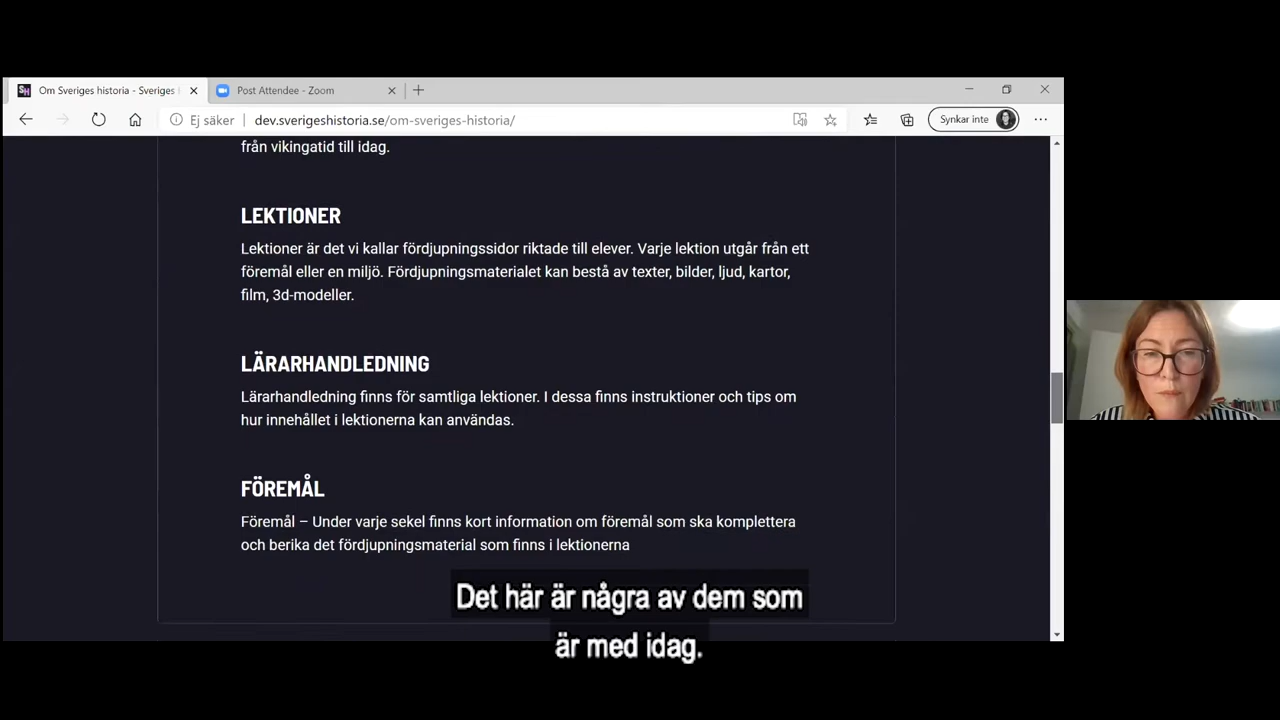 Om Sveriges historia - Sveriges
Post Attendee - Zoom
Ej säker
dev.sverigeshistoria.se/om-sveriges-historia/
Synkar inte
från vikingatid till idag.
LEKTIONER
Lektioner är det vi kallar fördjupningssidor riktade till elever. Varje lektion utgår från ett
föremål eller en miljö. Fördjupningsmaterialet kan bestå av texter, bilder, ljud, kartor,
film, 3d-modeller.
LÄRARHANDLEDNING
Lärarhandledning finns för samtliga lektioner. I dessa finns instruktioner och tips om
hur innehållet i lektionerna kan användas.
FÖREMÅL
Föremål – Under varje sekel finns kort information om föremål som ska komplettera
och berika det fördjupningsmaterial som finns i lektionerna
Det här är några av dem som
är med idag.